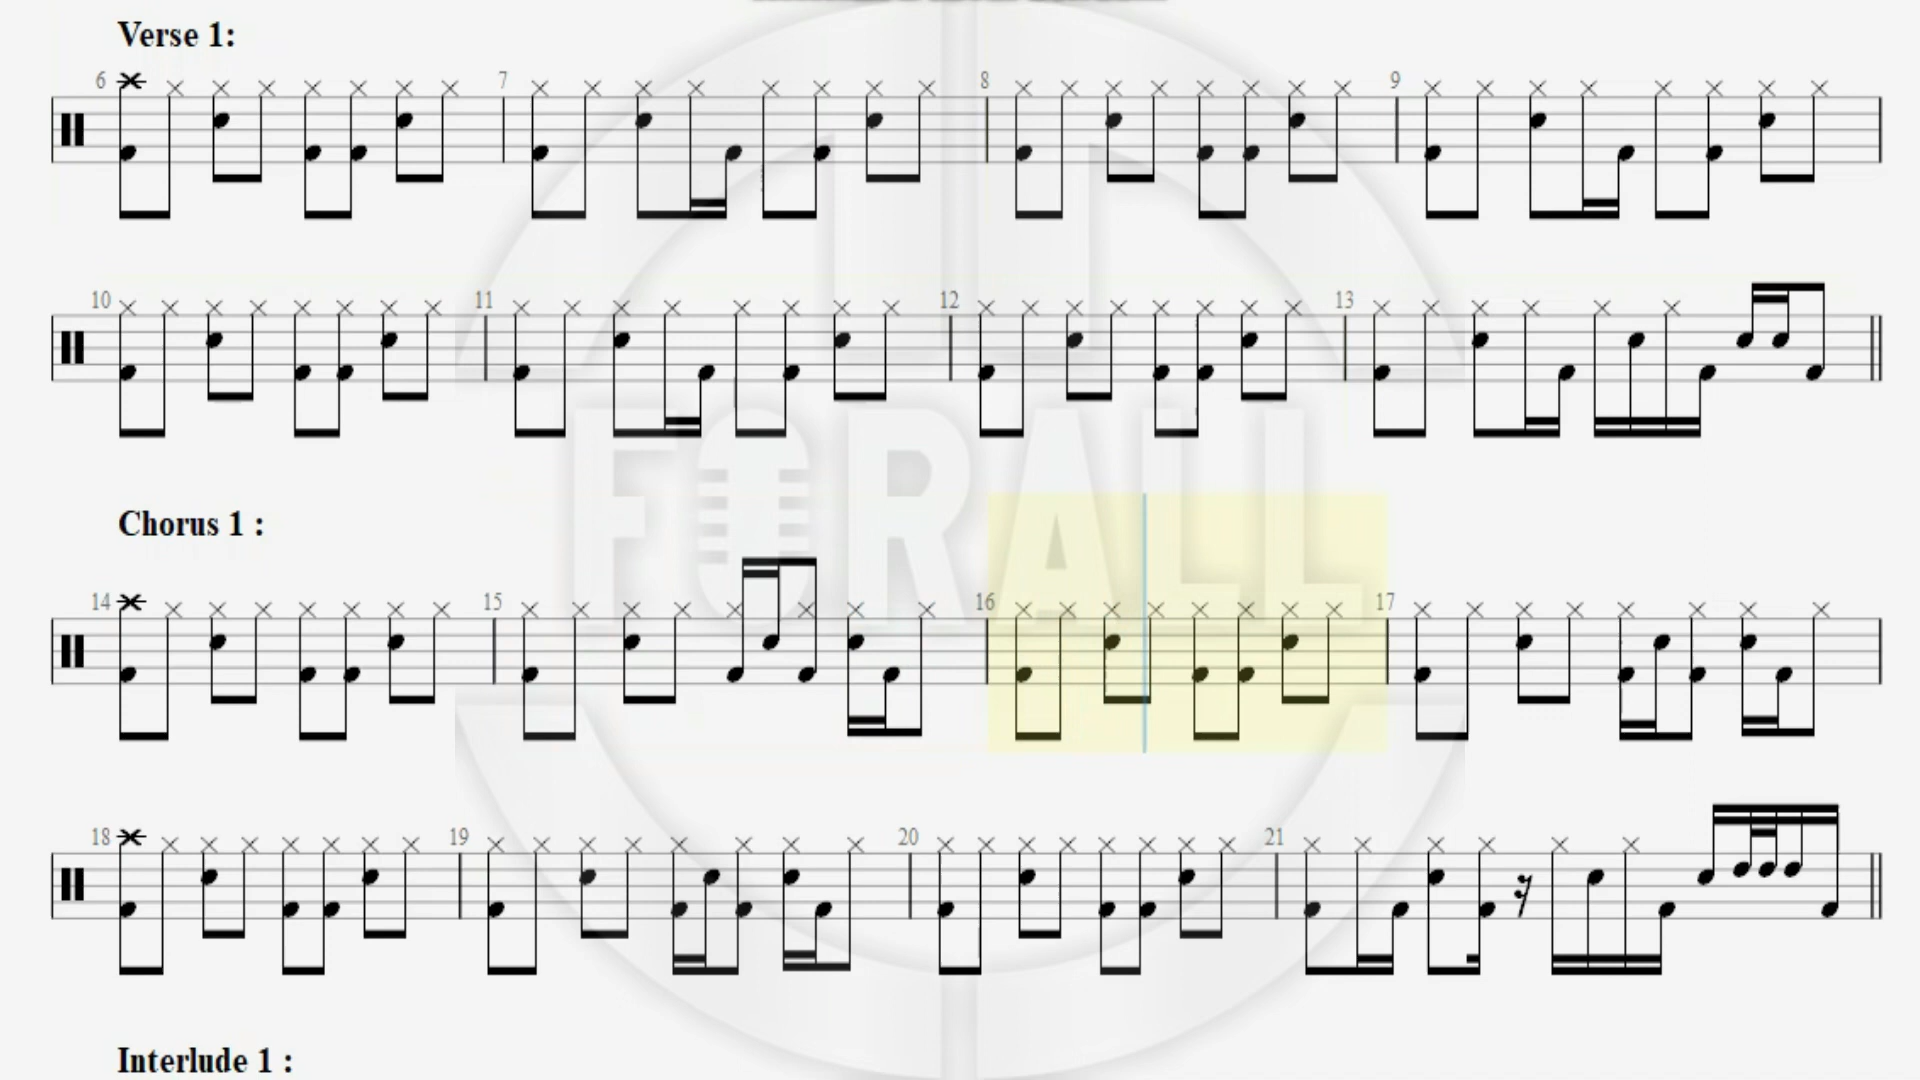 Verse 1:
6 7 8 9
10 11 12 13
FORALL
Chorus 1 :
14 15 16 17
18 19 20 21
Interlude 1 :